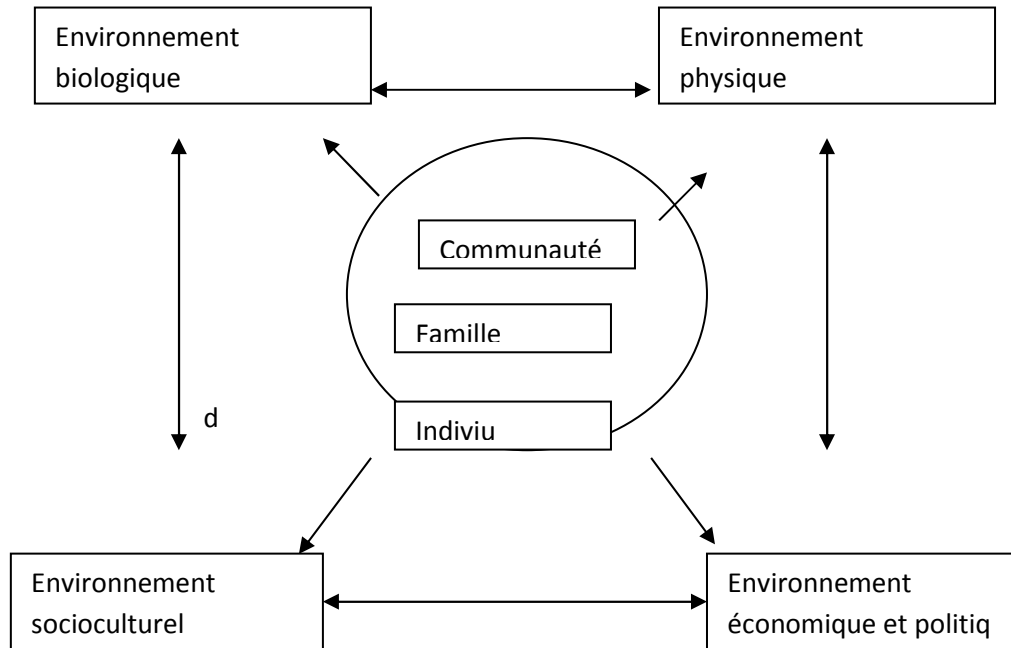 Environnement
biologique
Environnement
physique
Communauté
Famille
d
Indiviu
Environnement
socioculturel
Environnement
économique et politiq